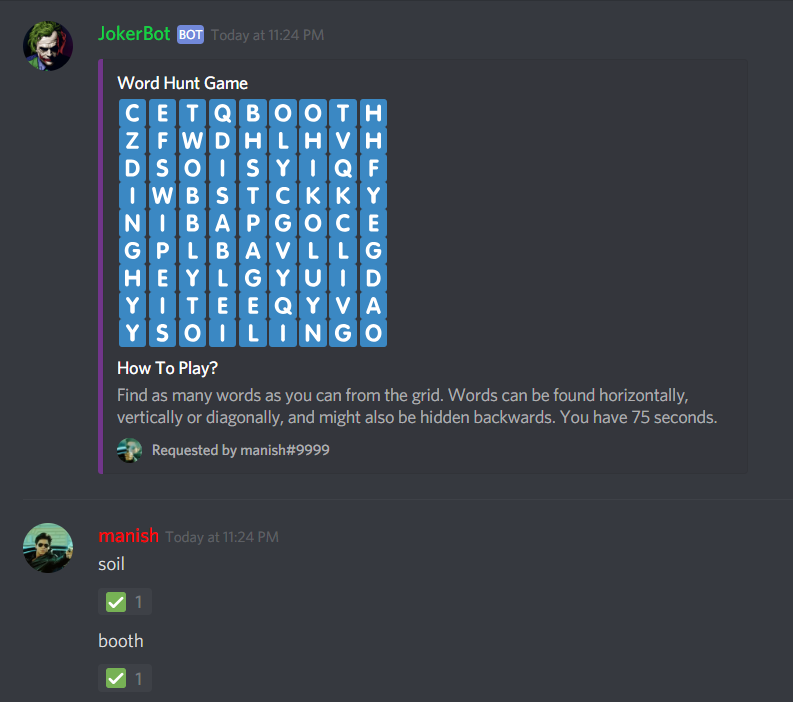 JokerBot BOT Today at 11:24 PM
Word Hunt Game
C E T Q B O O T H
Z F W D H L H V H
D S O I S Y I Q F
I W B S T C K K Y
N I B A P G O C E
G P L B A V L L G
H E Y L G Y U I D
Y I T E E Q Y V A
Y S O I L I N G O
How To Play?
Find as many words as you can from the grid. Words can be found horizontally,
vertically or diagonally, and might also be hidden backwards. You have 75 seconds.
Requested by manish#9999
manish Today at 11:24 PM
soil
1
booth
1